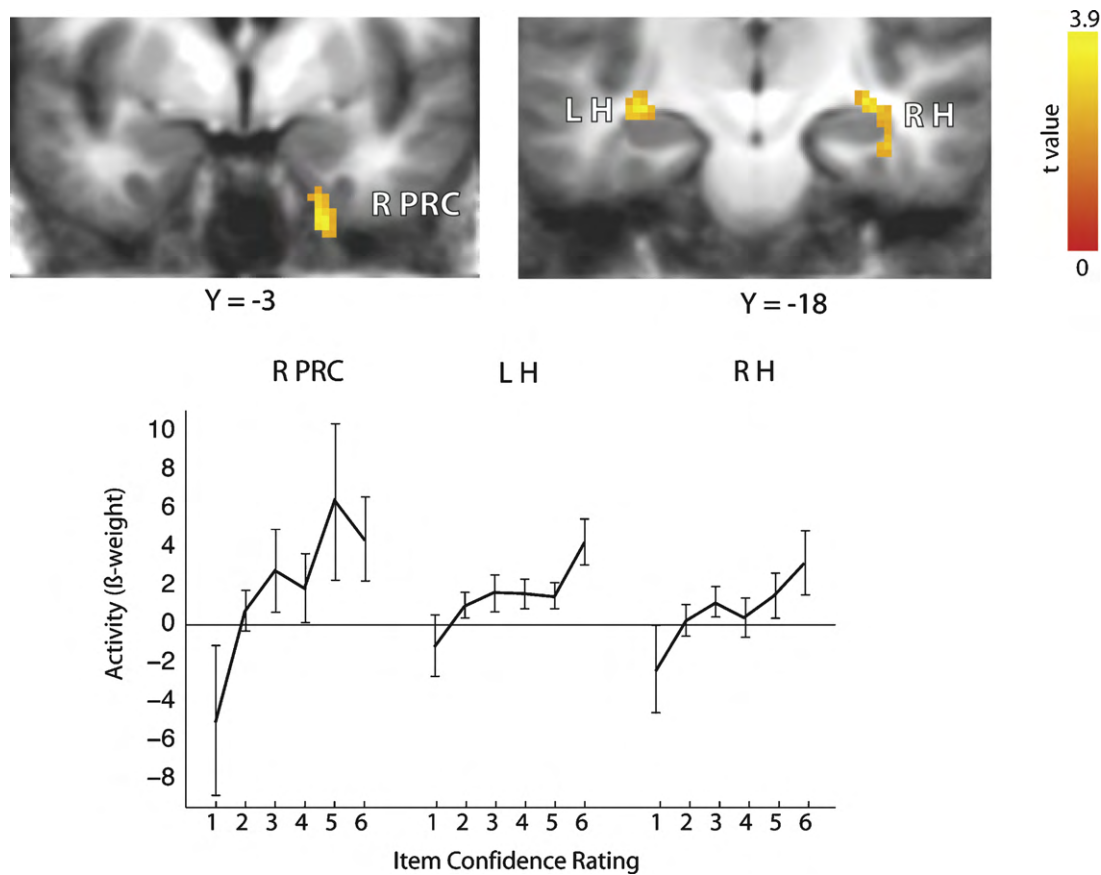 3.9
L H
R H
R PRC
t value
0
Y = -3
Y = -18
R PRC
L H
R H
10
8
6
4
2
0
−2
−4
−6
−8
Activity (ß-weight)
1 2 3 4 5 6 1 2 3 4 5 6 1 2 3 4 5 6
Item Confidence Rating